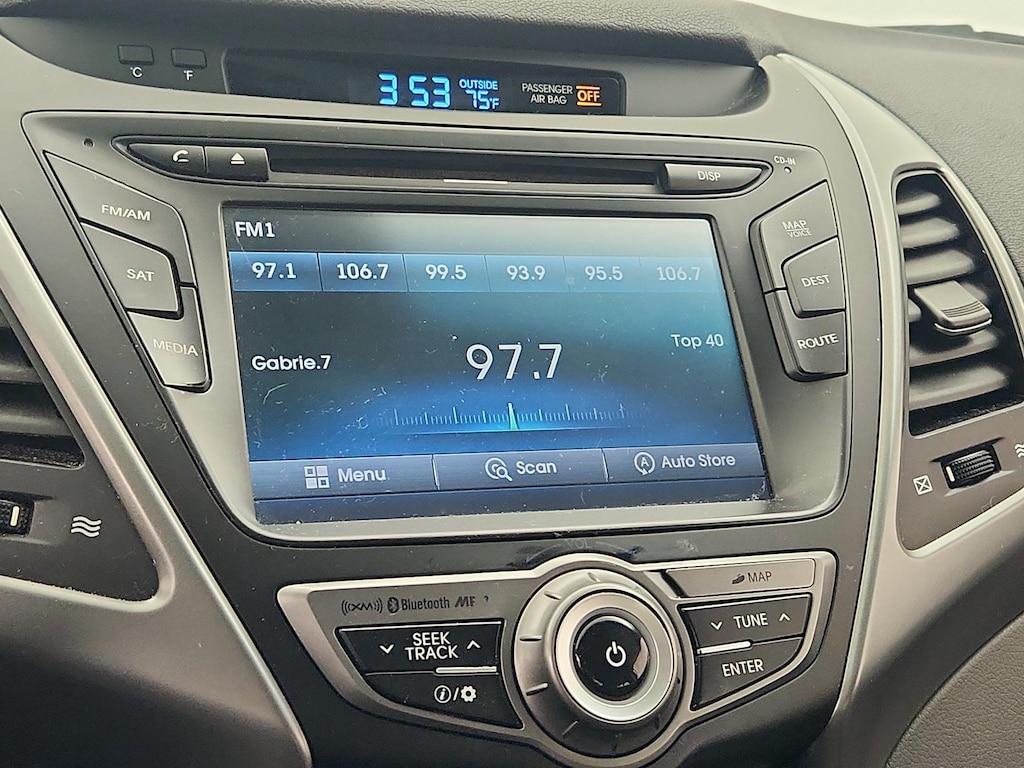 °C
°F
3 53
OUTSIDE
75°F
PASSENGER
AIR BAG OFF
CD-IN
DISP
FM/AM
SAT
MEDIA
MAP
VOICE
DEST
ROUTE
FM1
97.1 106.7 99.5 93.9 95.5 106.7
Gabrie.7 97.7 Top 40
Menu Scan Auto Store
((XM)) Bluetooth
SEEK
TRACK
MAP
TUNE
ENTER